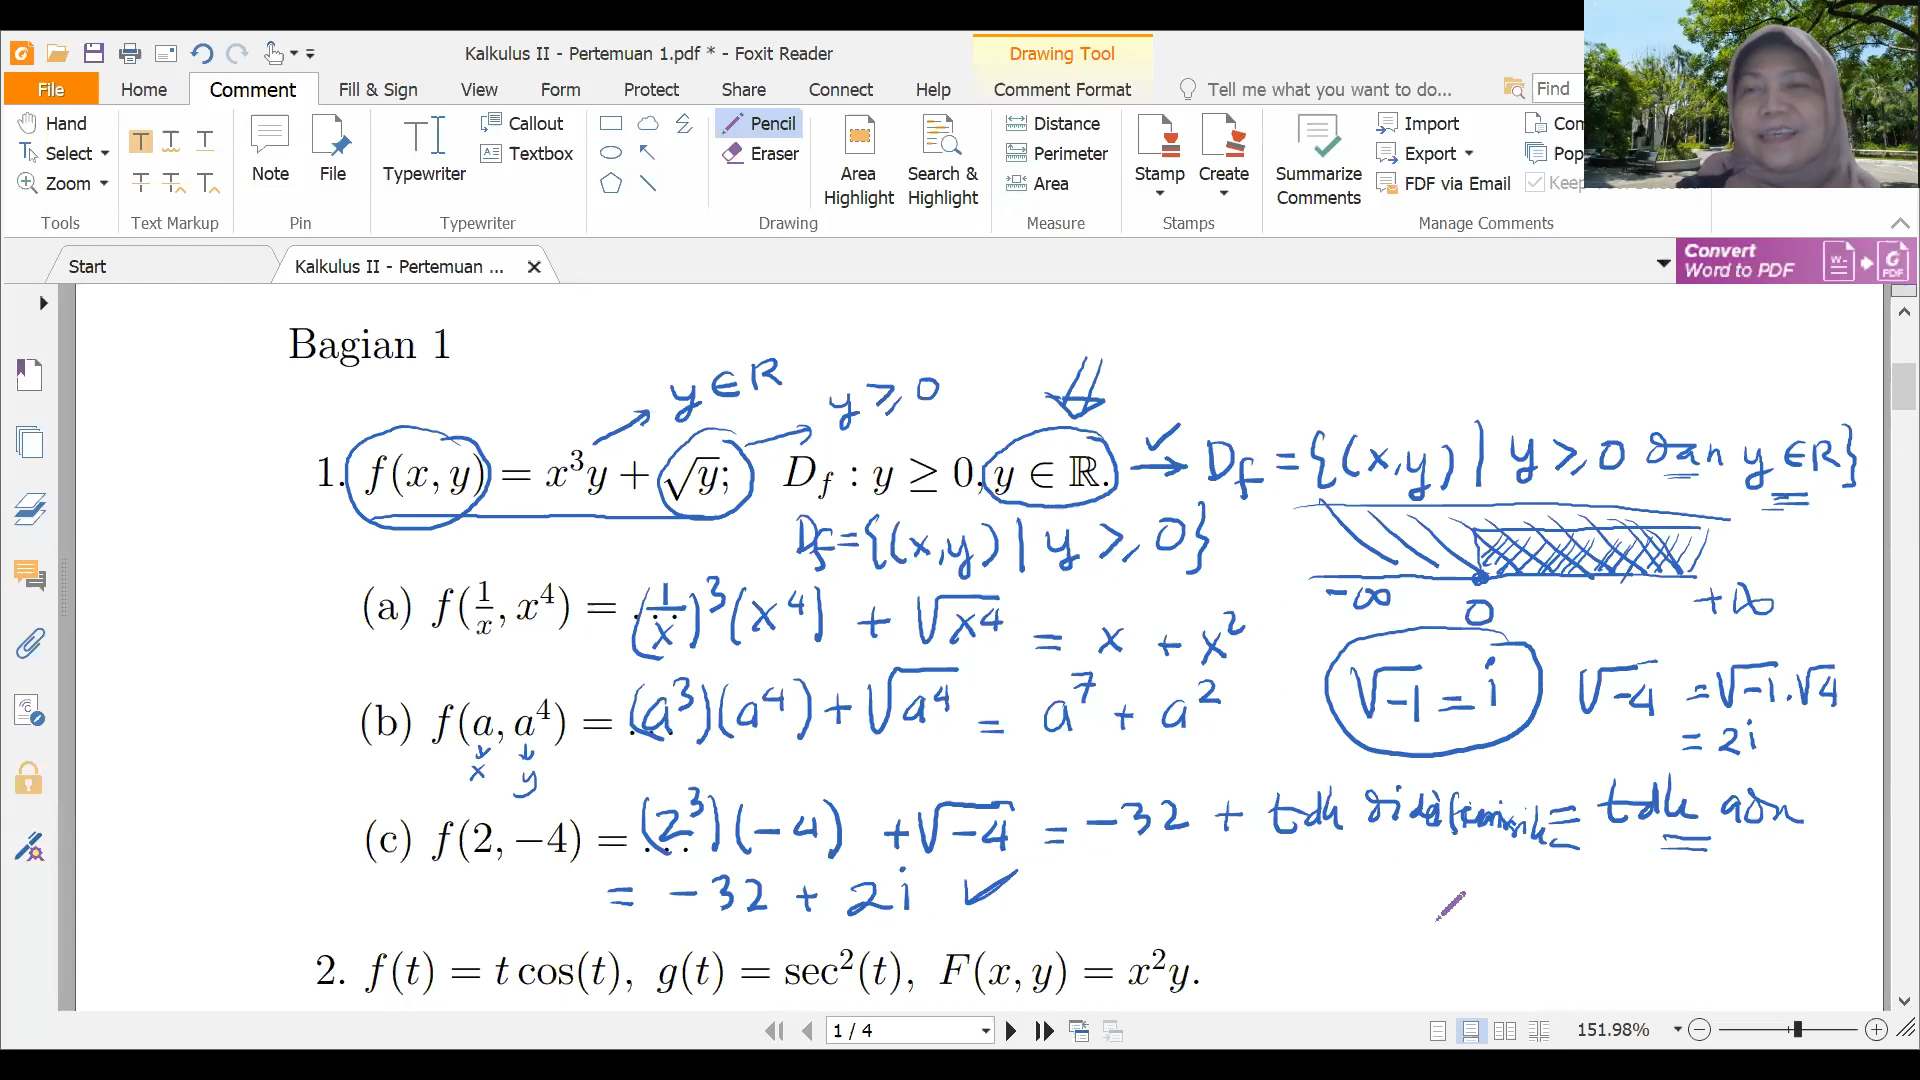 Kalkulus II - Pertemuan 1.pdf * - Foxit Reader
Drawing Tool
File Home Comment Fill & Sign View Form Protect Share Connect Help Comment Format Tell me what you want to do... Find
Hand
Select
Zoom
Tools
T T T
T T T
Text Markup
Note
File
Pin
Typewriter
Callout
Textbox
Typewriter
Pencil
Eraser
Area Highlight
Search & Highlight
Drawing
Distance
Perimeter
Area
Measure
Stamp
Create
Stamps
Summarize Comments
Import
Export
FDF via Email
Com
Pop
Keep
Manage Comments
Start
Kalkulus II - Pertemuan ...
Convert
Word to PDF
W
PDF
Bagian 1
y ∈ R
y ≥ 0
1. f(x, y) = x³y + √y; D_f : y ≥ 0, y ∈ ℝ. → D_f = {(x,y) | y ≥ 0 dan y ∈ R}
D_f = {(x,y) | y ≥ 0}
-∞ 0 +∞
(a) f(1/x, x⁴) = ... (1/x)³(x⁴) + √x⁴ = x + x²
√-1 = i
√-4 = √-1.√4
= 2i
(b) f(a, a⁴) = ... (a³)(a⁴) + √a⁴ = a⁷ + a²
x y
(c) f(2, −4) = ... (2³)(-4) + √-4 = -32 + tdk = tdk ada
= -32 + 2i
2. f(t) = t cos(t), g(t) = sec²(t), F(x, y) = x²y.
1 / 4
151.98%